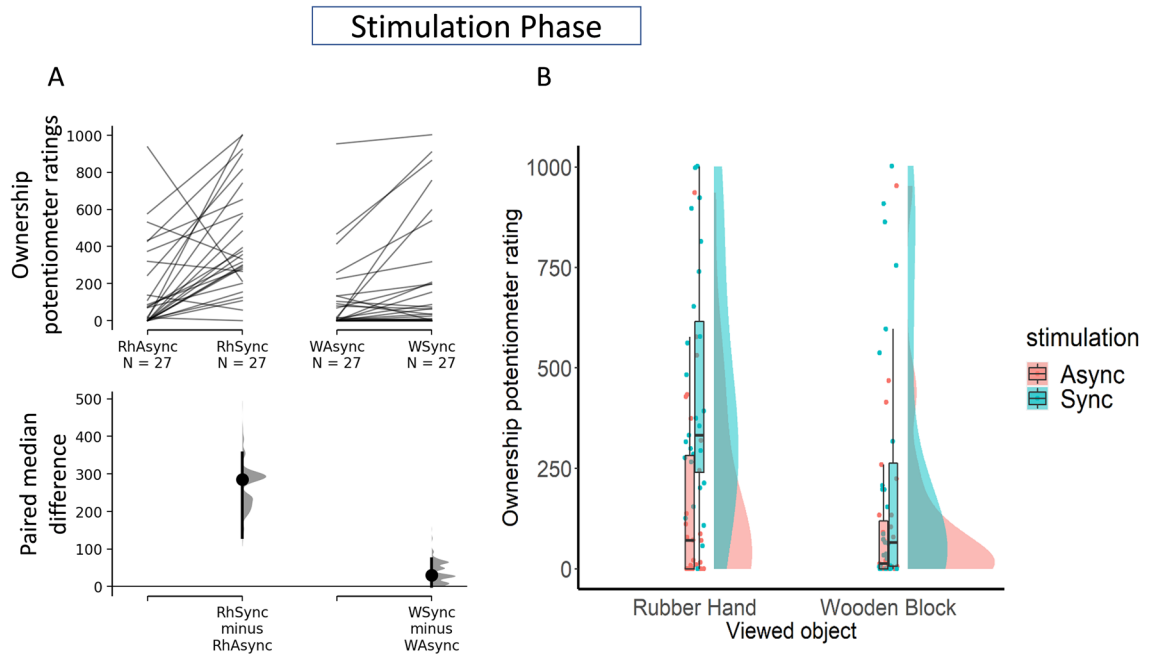 Stimulation Phase
A
B
Ownership
potentiometer ratings
1000
800
600
400
200
0
RhAsync
N = 27
RhSync
N = 27
WAsync
N = 27
WSync
N = 27
Paired median
difference
500
400
300
200
100
0
RhSync
minus
RhAsync
WSync
minus
WAsync
Ownership potentiometer rating
1000
750
500
250
0
Rubber Hand
Wooden Block
Viewed object
stimulation
Async
Sync